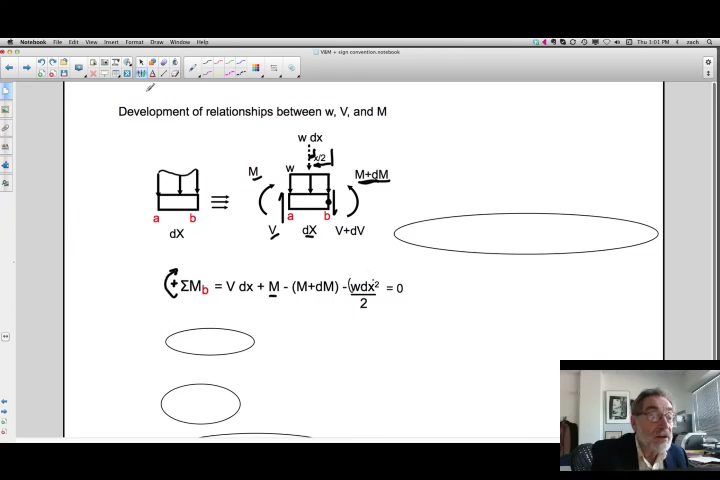 Notebook File Edit View Insert Format Draw Window Help Thu 1:01 PM zach
V&M + sign convention.notebook
Development of relationships between w, V, and M
w dx
x/2
M w M+dM
a b a b
V dX V+dV
dX
+ ΣMb = V dx + M - (M+dM) - (wdx² = 0
2